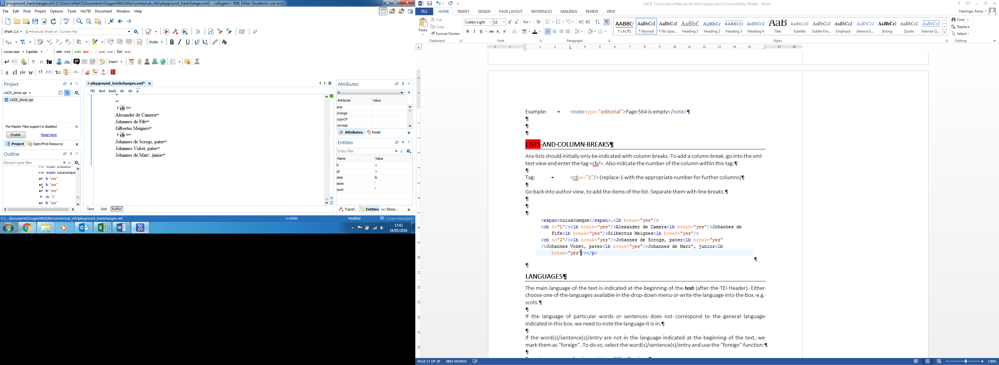 playground_trackchanges.xml [C:\Users\s04ah5\Documents\OxygenXMLEditor\contextual_info\playground_trackchanges.xml] - <oXygen/> XML Editor (Academic use only)
File Edit Find Project Options Tools HisTEI Document Window Help
XPath 2.0 Execute XPath on 'Current File'
Styles B I U
Lowercase Capitals abbr exp add del [...] unc [sup] for note
¶ H fw Insert
s cl phr w !? [!?] 123
Project
LACR_Anna.xpr
LACR_Anna.xpr
The Master Files support is disabled
Enable Read more
Project Open/Find Resource
Outline
Element name filter
exp expan preiudicio
exp expan cuiuscumque
lb "yes"
lb "yes"
lb "yes"
cb "1"
lb "yes"
playground_trackchanges.xml*
TEI text body div div p
cb
Alexander de Camera
Johannes de Fife
Gilbertus Meignes
cb
Johannes de Scrogs, pater
Johannes Voket, pater
Johannes de Marr', junior
Text Grid Author
Attributes
p
Attribute Value
ana
change
copyOf
corresp
Attributes Model
Entities
Entity filter
Name Value
lt <
gt >
amp &
apos '
quot "
Transf.. Entities Eleme..
C:\...\Documents\OxygenXMLEditor\contextual_info\playground_trackchanges.xml U+0000 Modified 11 new message(s)
17:42
24/05/2016
LACR_TranscriptionManual_WorkInProgress.docx [Compatibility Mode] - Word
FILE HOME INSERT DESIGN PAGE LAYOUT REFERENCES MAILINGS REVIEW VIEW Havinga, Anna
Paste Cut Copy Format Painter
Calibri Light 11
Clipboard Font Paragraph Styles Editing
¶ LACR1 ¶ Normal ¶ No Spac... Heading 1 Heading 2 Heading 3 Heading 4 Title Subtitle Subtle Em... Emphasis Intense E... Strong Quote Intense Q...
Find Replace Select
Example: <note type="editorial">Page 564 is empty</note>¶
¶
¶
¶
LISTS AND COLUMN BREAKS¶
Any lists should initially only be indicated with column breaks. To add a column break, go into the xml
text view and enter the tag <cb/>. Also indicate the number of the column within this tag:¶
¶
Tag: <cb n="1"/> (replace 1 with the appropriate number for further columns)¶
¶
Go back into author view, to add the items of the list. Separate them with line breaks.¶
¶
¶
¶
<expan>cuiuscumque</expan>.<lb break="yes"/>
<cb n="1"/><lb break="yes"/>Alexander de Camera<lb break="yes"/>Johannes de
Fife<lb break="yes"/>Gilbertus Meignes<lb break="yes"/>
<cb n="2"/><lb break="yes"/>Johannes de Scrogs, pater<lb break="yes"
/>Johannes Voket, pater<lb break="yes"/>Johannes de Marr', junior<lb
break="yes"/></p>
¶
¶
LANGUAGES¶
The main language of the text is indicated at the beginning of the text (after the TEI Header). Either
choose one of the languages available in the drop-down menu or write the language into the box, e.g.
scots.¶
¶
If the language of particular words or sentences does not correspond to the general language
indicated in this box, we need to note the language it is in.¶
¶
If the word(s)/sentence(s)/entry are not in the language indicated at the beginning of the text, we
mark them as “foreign”. To do so, select the word(s)/sentence(s)/entry and use the “foreign” function:¶
¶
PAGE 17 OF 20 3892 WORDS 130%